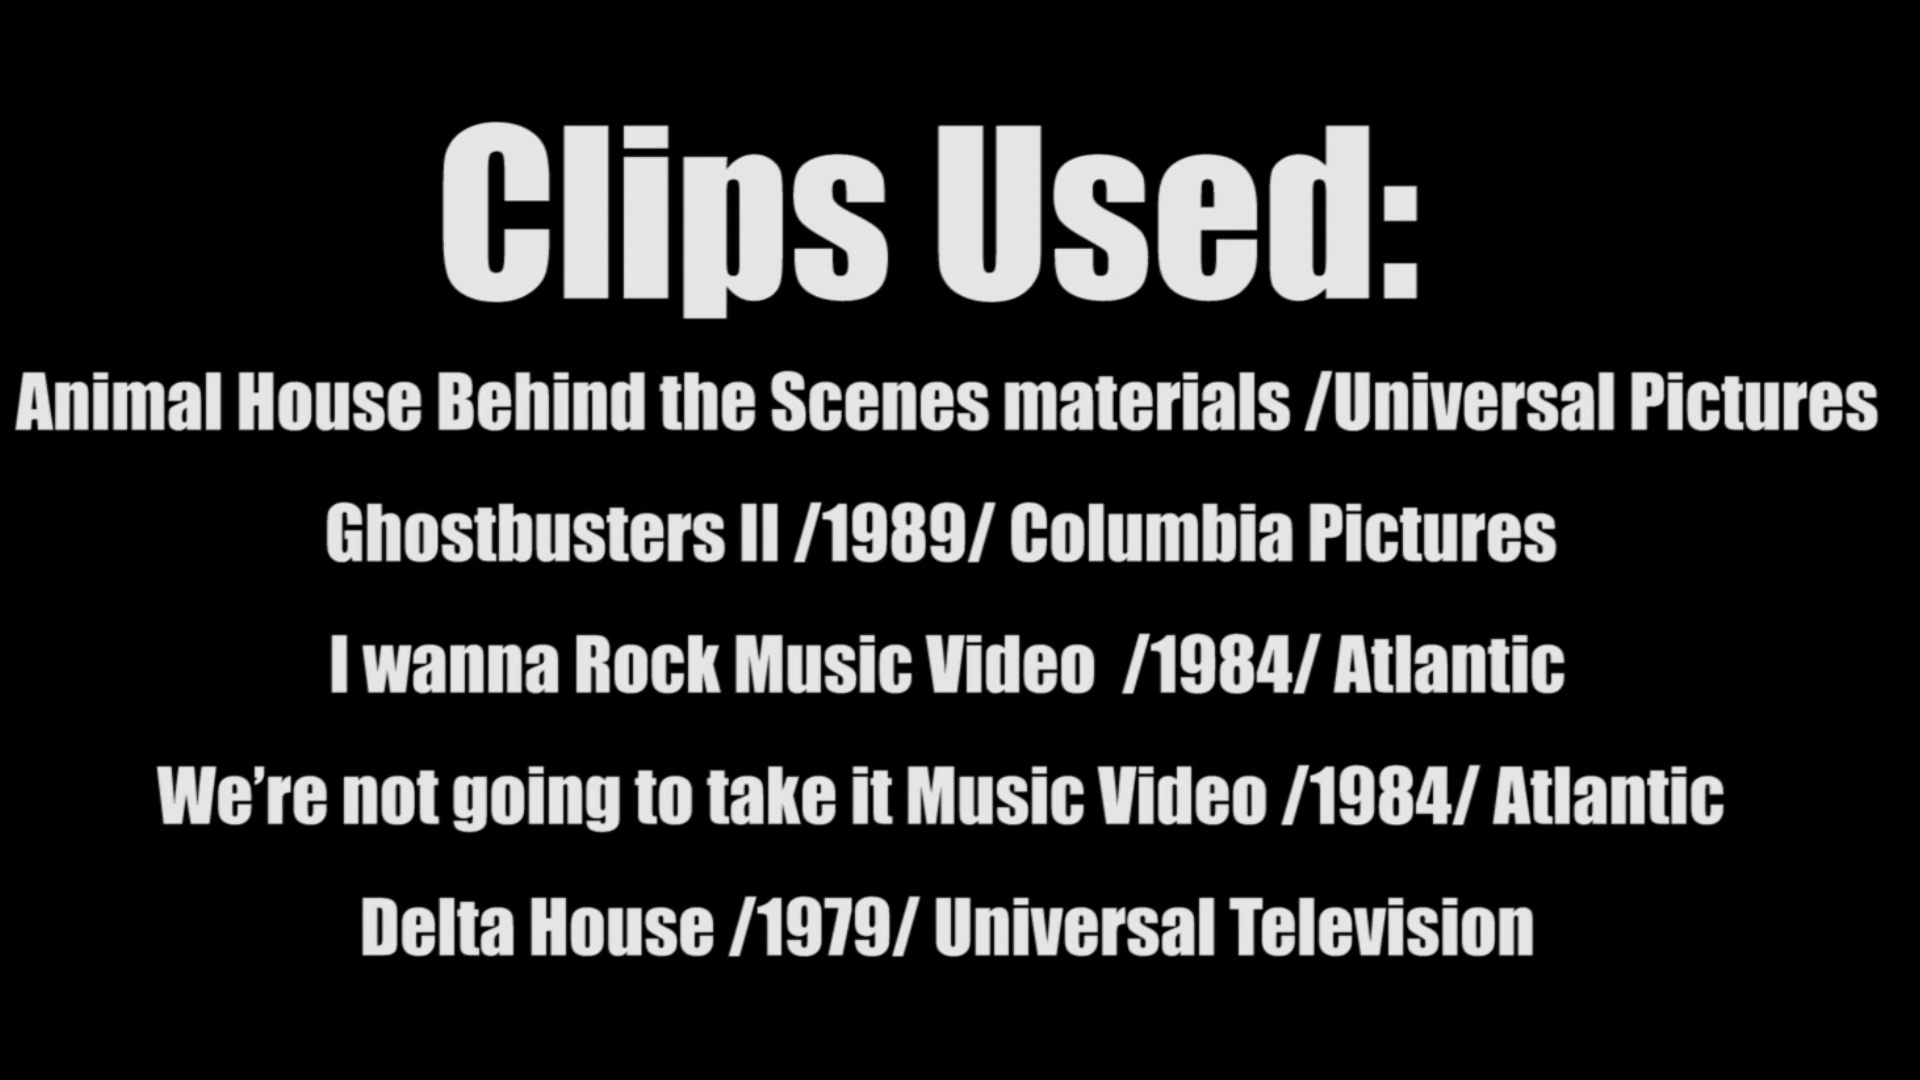 Clips Used:
Animal House Behind the Scenes materials /Universal Pictures
Ghostbusters II /1989/ Columbia Pictures
I wanna Rock Music Video  /1984/ Atlantic
We’re not going to take it Music Video /1984/ Atlantic
Delta House /1979/ Universal Television